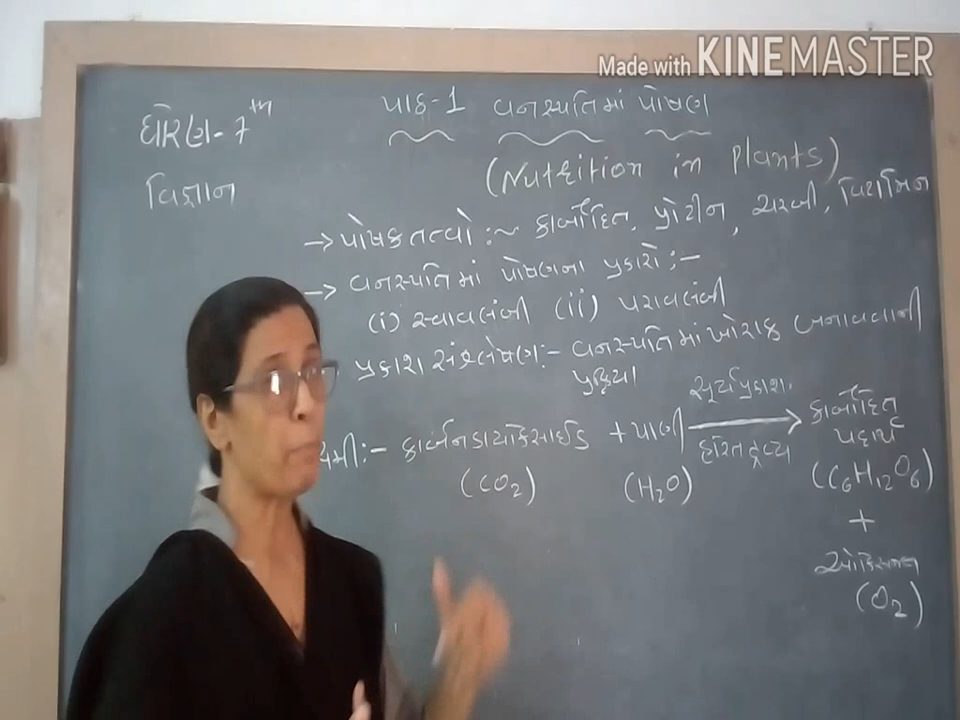 Made with KINEMASTER
ધોરણ-7th
પાઠ-1 વનસ્પતિમાં પોષણ
વિજ્ઞાન
(Nutrition in plants)
→ પોષકતત્વો :~ કાર્બોદિત, પ્રોટીન, ચરબી, વિટામિન
→ વનસ્પતિમાં પોષણના પ્રકારો :-
(i) સ્વાવલંબી (ii) પરાવલંબી
પ્રકાશ સંશ્લેષણ :- વનસ્પતિમાં ખોરાક બનાવવાની
પ્રક્રિયા
સૂર્યપ્રકાશ
:- કાર્બનડાયોકસાઈડ + પાણી → કાર્બોદિત
હરિતદ્રવ્ય પદાર્થ
(CO2) (H2O) (C6H12O6)
+
ઓકિસજન
(O2)